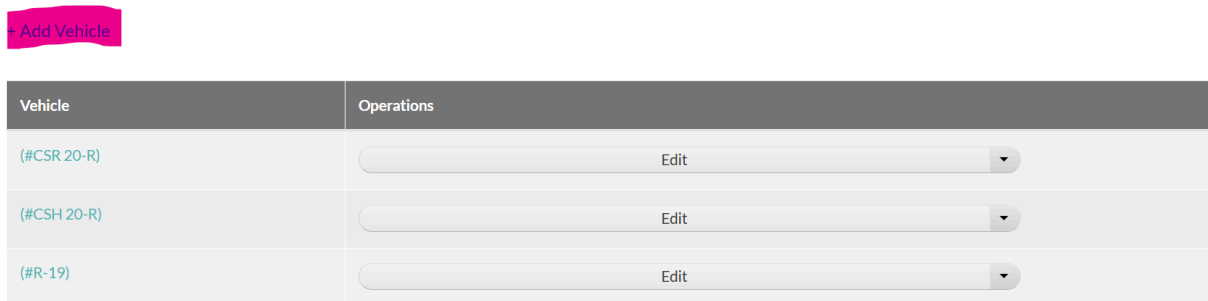 + Add Vehicle
Vehicle Operations
(#CSR 20-R) Edit
(#CSH 20-R) Edit
(#R-19) Edit